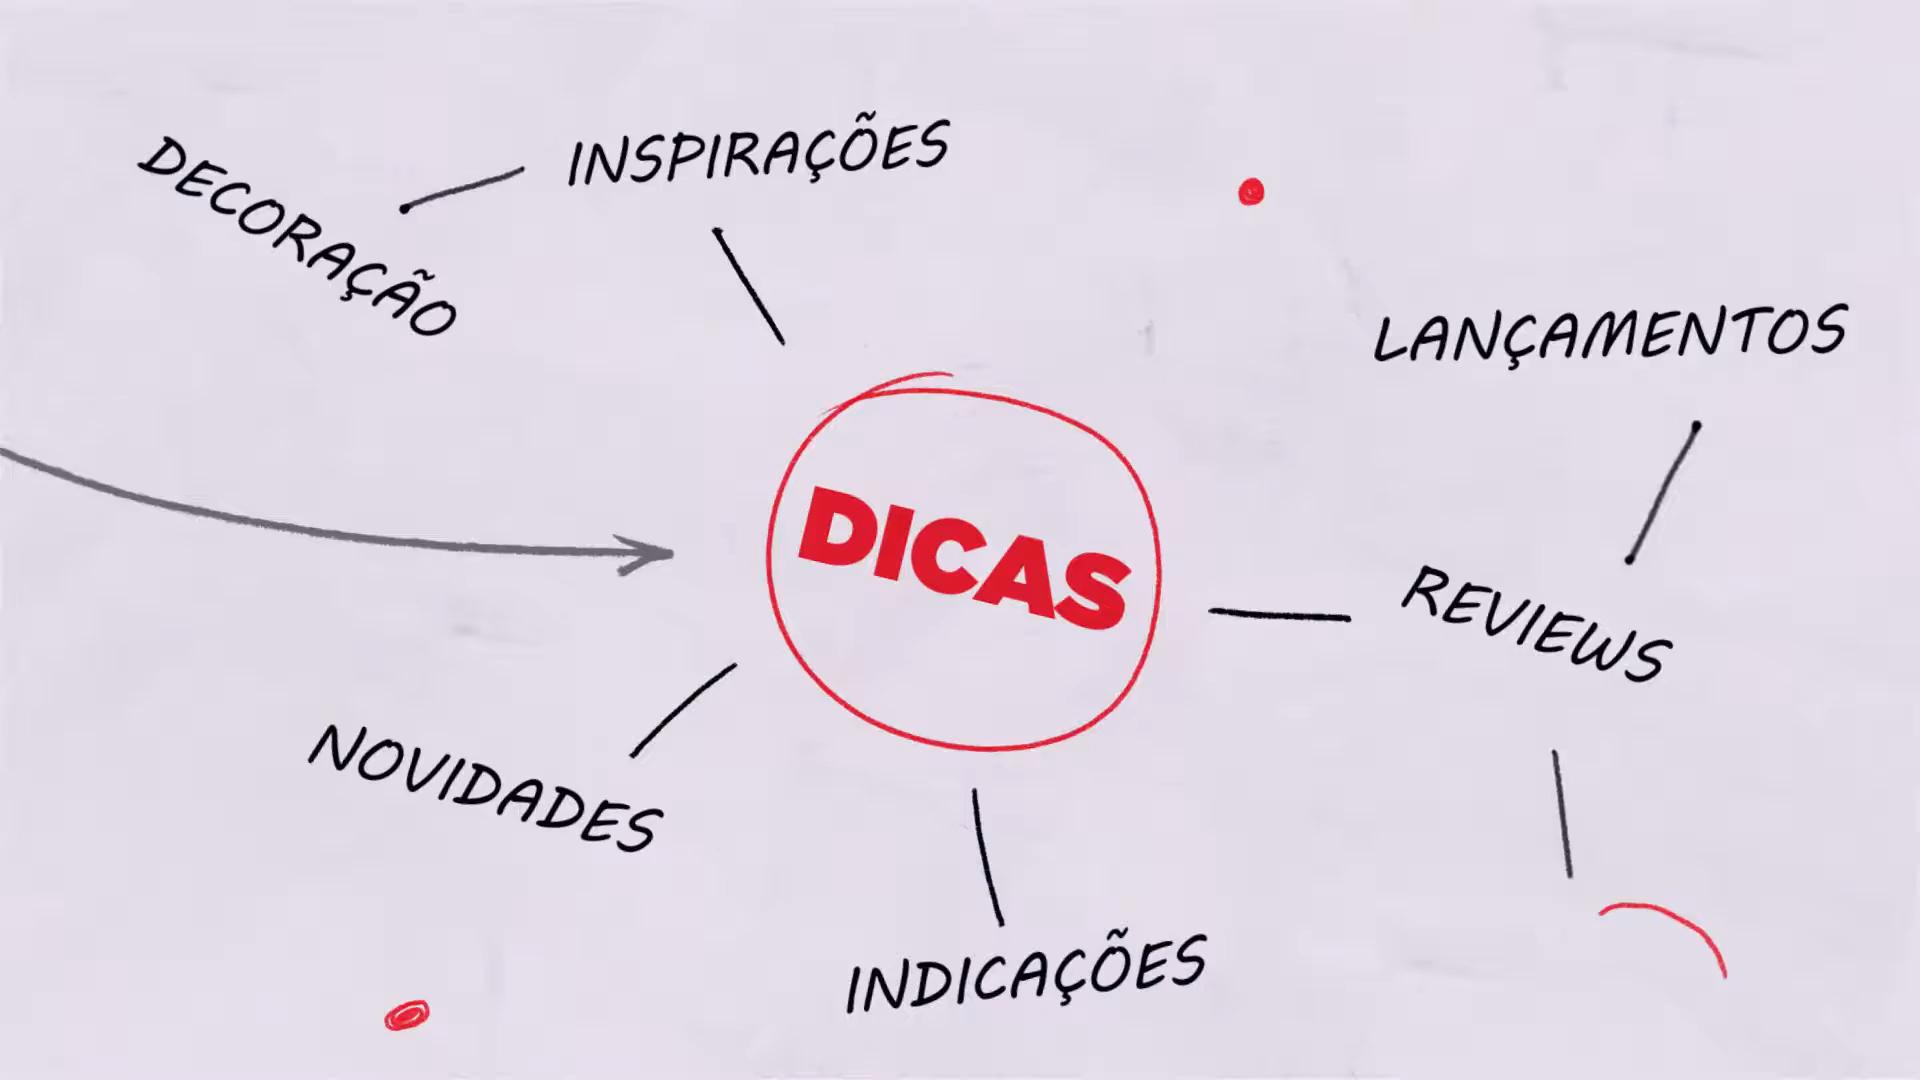 DECORAÇÃO
INSPIRAÇÕES
LANÇAMENTOS
DICAS
REVIEWS
NOVIDADES
INDICAÇÕES